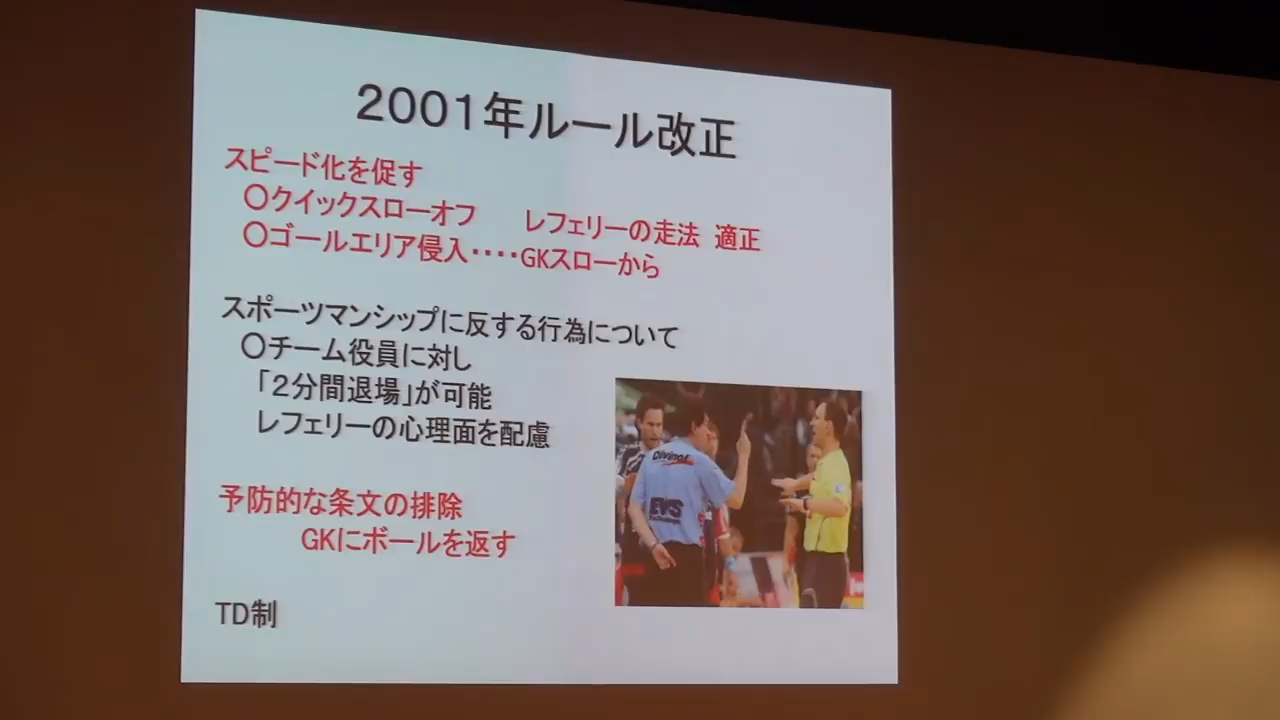 2001年ルール改正
スピード化を促す
〇クイックスローオフ　レフェリーの走法　適正
〇ゴールエリア侵入････GKスローから
スポーツマンシップに反する行為について
〇チーム役員に対し
「2分間退場」が可能
レフェリーの心理面を配慮
予防的な条文の排除
GKにボールを返す
TD制
Divinol
EVS